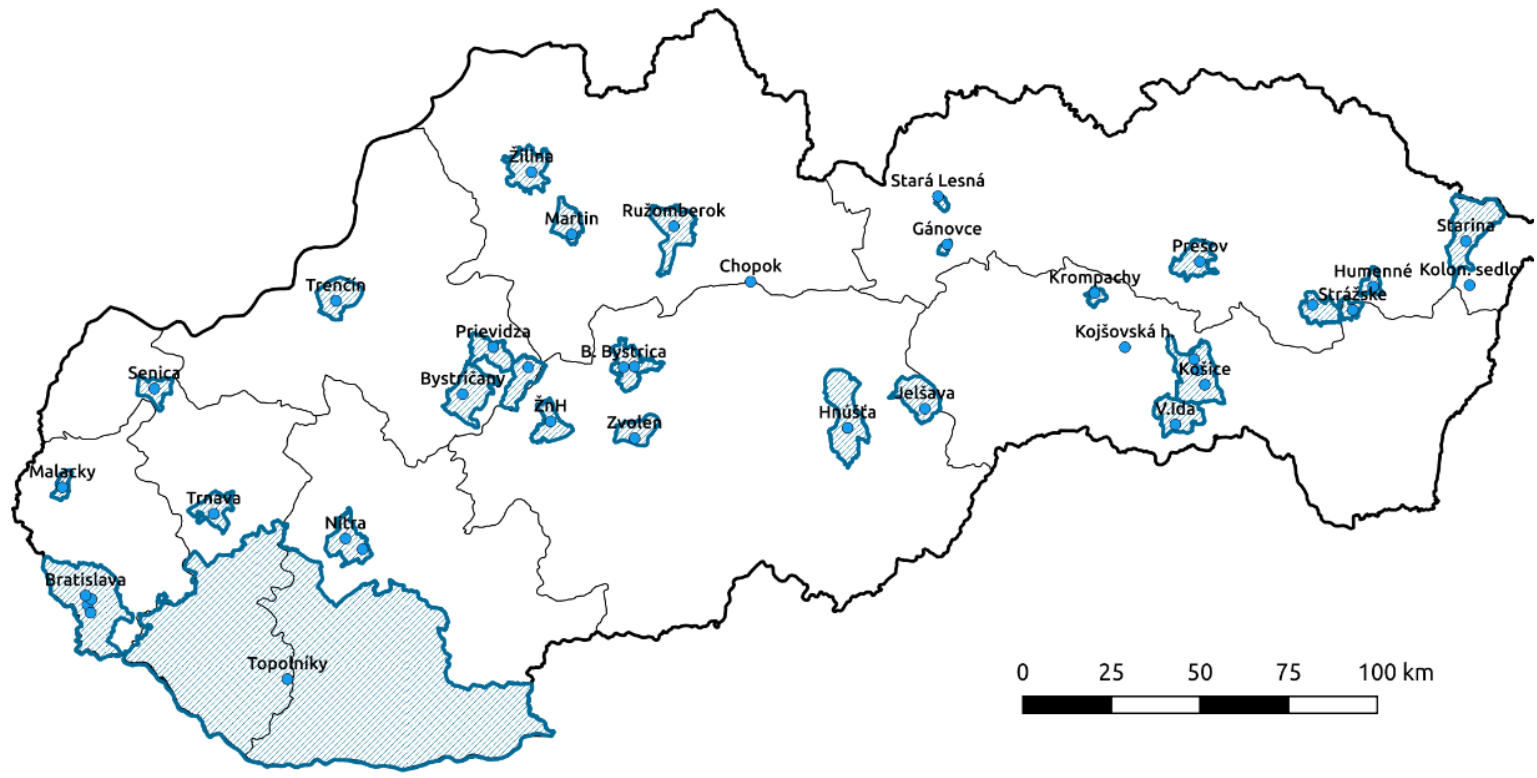 Žilina
Stará Lesná
Martin
Ružomberok
Gánovce
Starina
Prešov
Chopok
Trenčín
Krompachy
Humenné
Kolon. sedlo
Strážske
Prievidza
Kojšovská h.
B. Bystrica
Senica
Bystričany
Košice
Jelšava
ŽnH
Hnúšťa
V.Ida
Zvolen
Malacky
Trnava
Nitra
Bratislava
Topoľníky
0 25 50 75 100 km